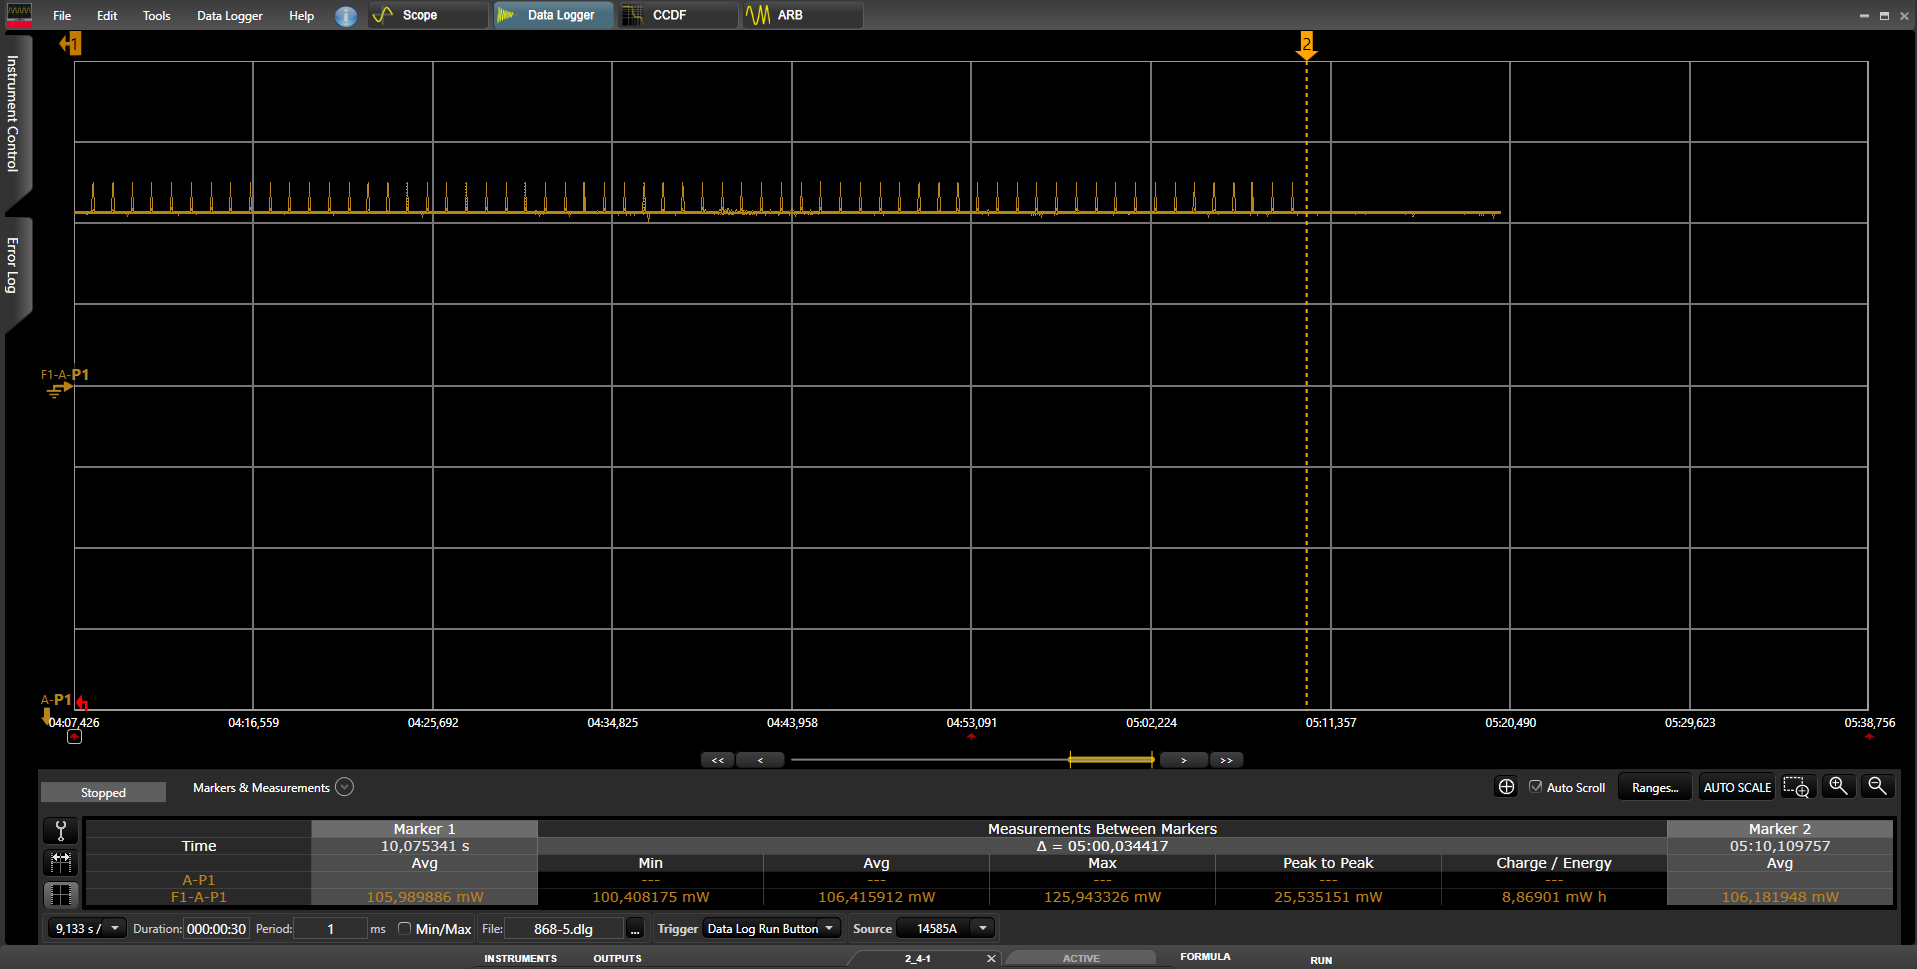 File Edit Tools Data Logger Help Scope Data Logger CCDF ARB
1
2
Instrument Control
Error Log
F1-A-P1
A-P1
04:07,426 04:16,559 04:25,692 04:34,825 04:43,958 04:53,091 05:02,224 05:11,357 05:20,490 05:29,623 05:38,756
<< < > >>
Stopped Markers & Measurements Auto Scroll Ranges... AUTO SCALE
Marker 1 Measurements Between Markers Marker 2
Time 10,075341 s Δ = 05:00,034417 05:10,109757
Avg Min Avg Max Peak to Peak Charge / Energy Avg
A-P1 --- --- --- --- ---
F1-A-P1 105,989886 mW 100,408175 mW 106,415912 mW 125,943326 mW 25,535151 mW 8,86901 mW h 106,181948 mW
9,133 s / Duration: 000:00:30 Period: 1 ms Min/Max File: 868-5.dlg ... Trigger Data Log Run Button Source 14585A
INSTRUMENTS OUTPUTS 2_4-1 ACTIVE FORMULA RUN